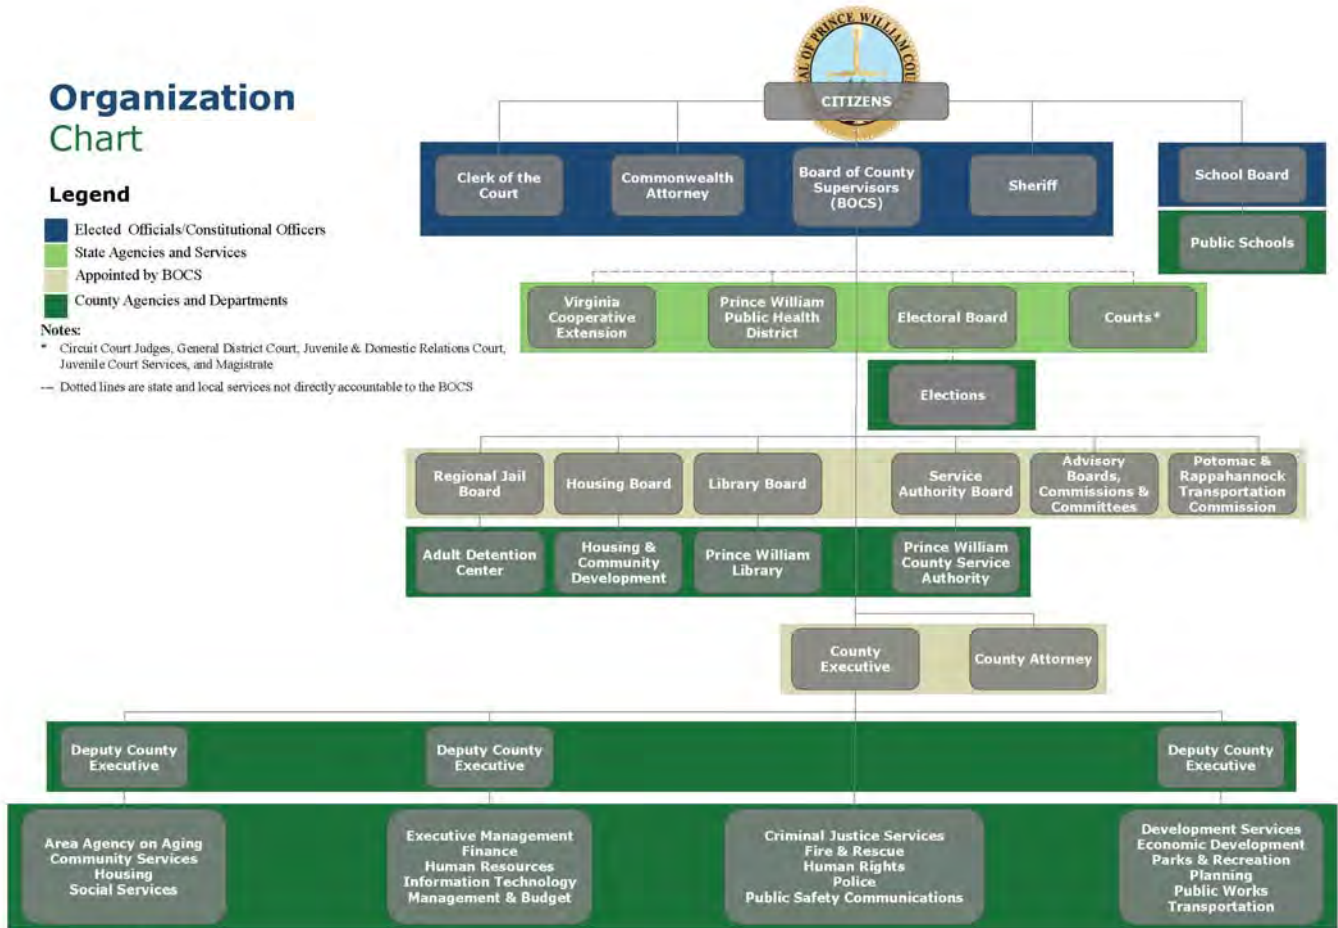 SEAL OF PRINCE WILLIAM COU
CITIZENS
Organization
Chart
Legend
Elected Officials/Constitutional Officers
State Agencies and Services
Appointed by BOCS
County Agencies and Departments
Notes:
* Circuit Court Judges, General District Court, Juvenile & Domestic Relations Court,
Juvenile Court Services, and Magistrate
--- Dotted lines are state and local services not directly accountable to the BOCS
Clerk of the
Court
Commonwealth
Attorney
Board of County
Supervisors
(BOCS)
Sheriff
School Board
Public Schools
Virginia
Cooperative
Extension
Prince William
Public Health
District
Electoral Board
Courts*
Elections
Regional Jail
Board
Housing Board
Library Board
Service
Authority Board
Advisory
Boards,
Commissions &
Committees
Potomac &
Rappahannock
Transportation
Commission
Adult Detention
Center
Housing &
Community
Development
Prince William
Library
Prince William
County Service
Authority
County
Executive
County Attorney
Deputy County
Executive
Deputy County
Executive
Deputy County
Executive
Area Agency on Aging
Community Services
Housing
Social Services
Executive Management
Finance
Human Resources
Information Technology
Management & Budget
Criminal Justice Services
Fire & Rescue
Human Rights
Police
Public Safety Communications
Development Services
Economic Development
Parks & Recreation
Planning
Public Works
Transportation